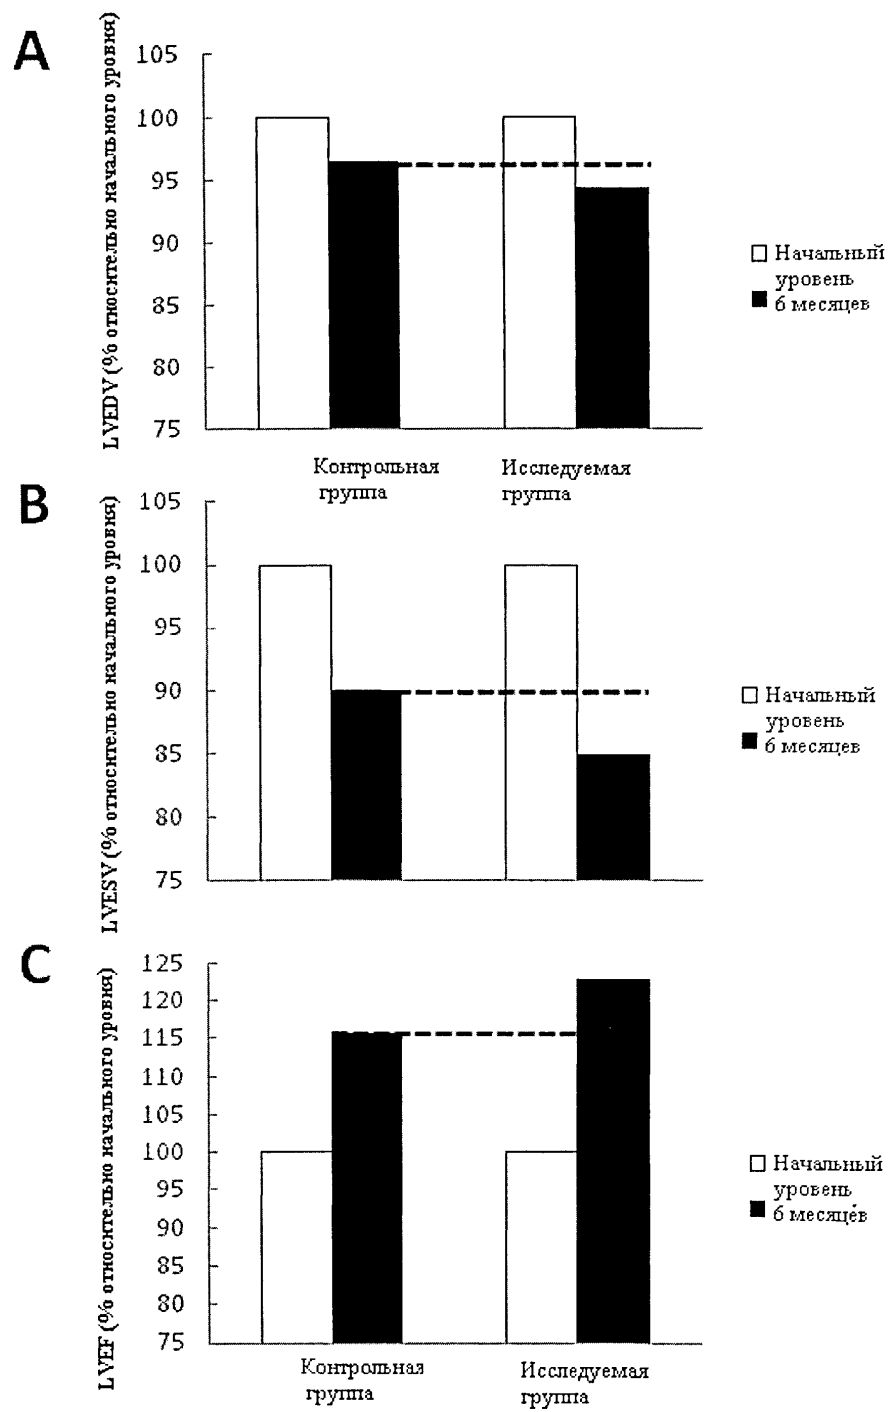 A
LVEDV (% относительно начального уровня)
105
100
95
90
85
80
75
Начальный
уровень
6 месяцев
Контрольная
группа
Исследуемая
группа
B
LVESV (% относительно начального уровня)
105
100
95
90
85
80
75
Начальный
уровень
6 месяцев
C
LVEF (% относительно начального уровня)
125
120
115
110
105
100
95
90
85
80
75
Начальный
уровень
6 месяцев
Контрольная
группа
Исследуемая
группа